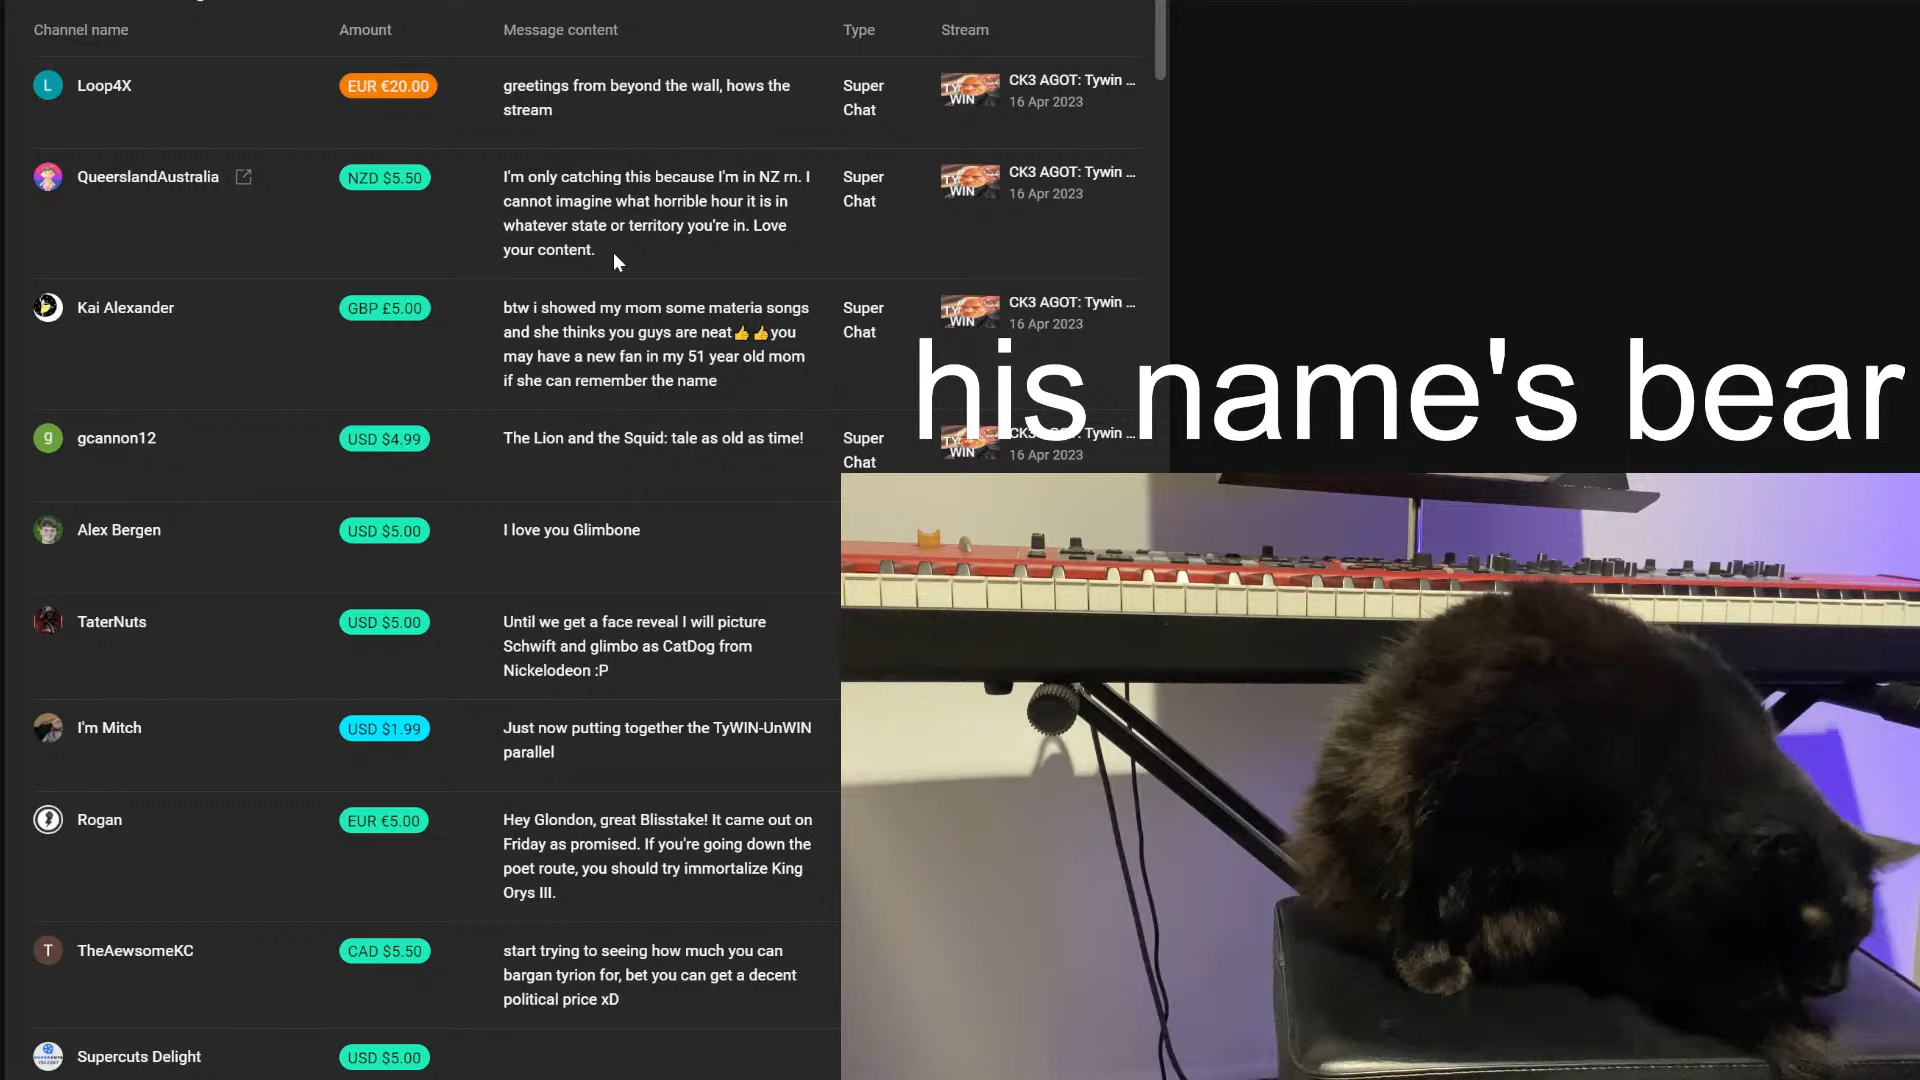 Channel name Amount Message content Type Stream
L Loop4X EUR €20.00 greetings from beyond the wall, hows the Super CK3 AGOT: Tywin ...
stream Chat TY WIN 16 Apr 2023
QueerslandAustralia NZD $5.50 I'm only catching this because I'm in NZ rn. I Super CK3 AGOT: Tywin ...
cannot imagine what horrible hour it is in Chat TY WIN 16 Apr 2023
whatever state or territory you're in. Love
your content.
Kai Alexander GBP £5.00 btw i showed my mom some materia songs Super CK3 AGOT: Tywin ...
and she thinks you guys are neat👍👍you Chat TY WIN 16 Apr 2023
may have a new fan in my 51 year old mom
if she can remember the name
his name's bear
g gcannon12 USD $4.99 The Lion and the Squid: tale as old as time! Super TY CK3 AGOT: Tywin ...
Chat WIN 16 Apr 2023
Alex Bergen USD $5.00 I love you Glimbone
TaterNuts USD $5.00 Until we get a face reveal I will picture
Schwift and glimbo as CatDog from
Nickelodeon :P
I'm Mitch USD $1.99 Just now putting together the TyWIN-UnWIN
parallel
Rogan EUR €5.00 Hey Glondon, great Blisstake! It came out on
Friday as promised. If you're going down the
poet route, you should try immortalize King
Orys III.
T TheAewsomeKC CAD $5.50 start trying to seeing how much you can
bargan tyrion for, bet you can get a decent
political price xD
Supercuts Delight USD $5.00